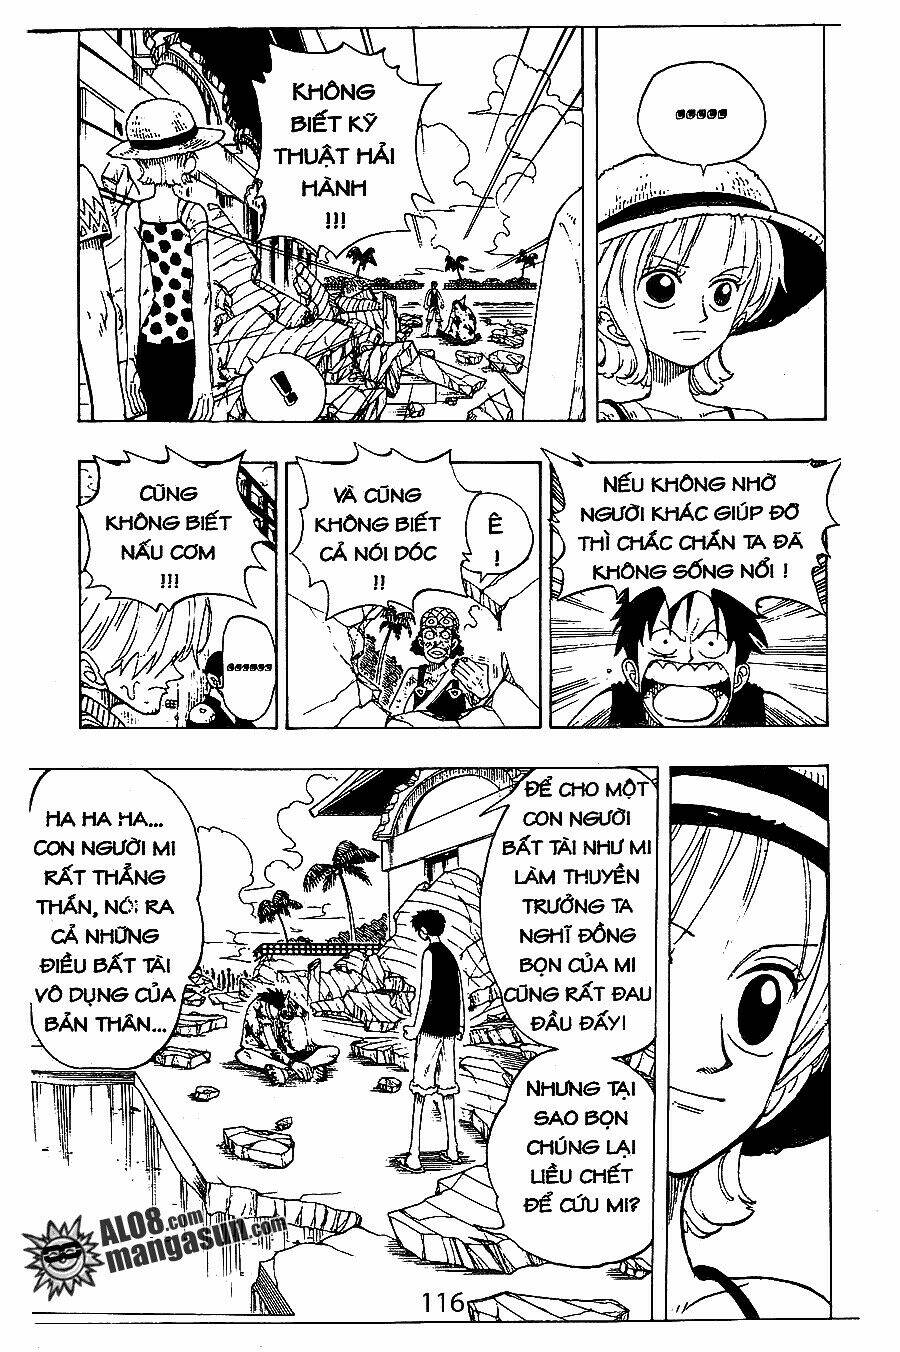 KHÔNG
BIẾT KỸ
THUẬT HẢI
HÀNH
!!!
!
CŨNG
KHÔNG BIẾT
NẤU CƠM
!!!
VÀ CŨNG
KHÔNG BIẾT
CẢ NÓI DÓC
!!
Ê
!
NẾU KHÔNG NHỜ
NGƯỜI KHÁC GIÚP ĐỠ
THÌ CHẮC CHẮN TA ĐÃ
KHÔNG SỐNG NỔI !
HA HA HA...
CON NGƯỜI MI
RẤT THẲNG
THẮN, NÓI RA
CẢ NHỮNG
ĐIỀU BẤT TÀI
VÔ DỤNG CỦA
BẢN THÂN...
ĐỂ CHO MỘT
CON NGƯỜI
BẤT TÀI NHƯ MI
LÀM THUYỀN
TRƯỞNG TA
NGHĨ ĐỒNG
BỌN CỦA MI
CŨNG RẤT ĐAU
ĐẦU ĐẤY!
NHƯNG TẠI
SAO BỌN
CHÚNG LẠI
LIỀU CHẾT
ĐỂ CỨU MI?
AL08.com
mangasun.com
116